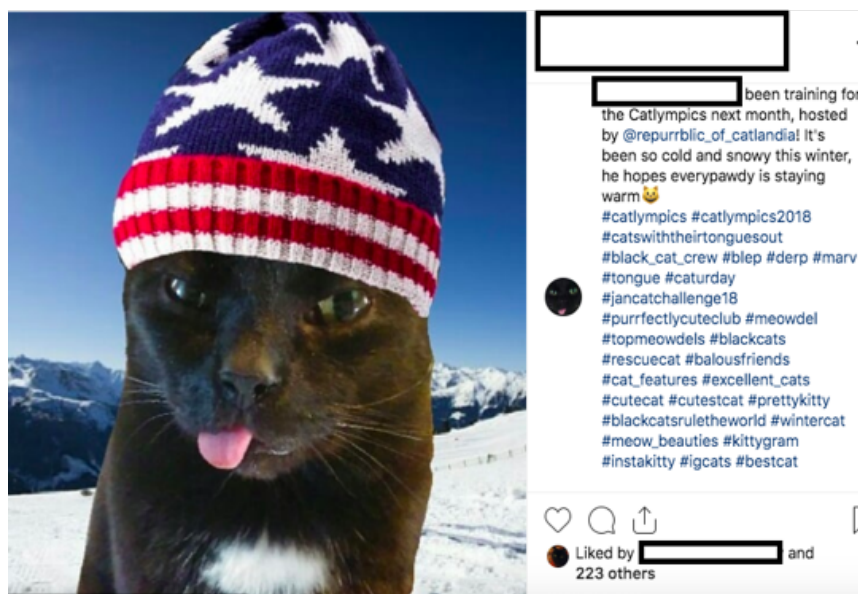 been training for
the Catlympics next month, hosted
by @repurrblic_of_catlandia! It's
been so cold and snowy this winter,
he hopes everypawdy is staying
warm😺
#catlympics #catlympics2018
#catswiththeirtonguesout
#black_cat_crew #blep #derp #marv
#tongue #caturday
#jancatchallenge18
#purrfectlycuteclub #meowdel
#topmeowdels #blackcats
#rescuecat #balousfriends
#cat_features #excellent_cats
#cutecat #cutestcat #prettykitty
#blackcatsruletheworld #wintercat
#meow_beauties #kittygram
#instakitty #igcats #bestcat
Liked by and
223 others